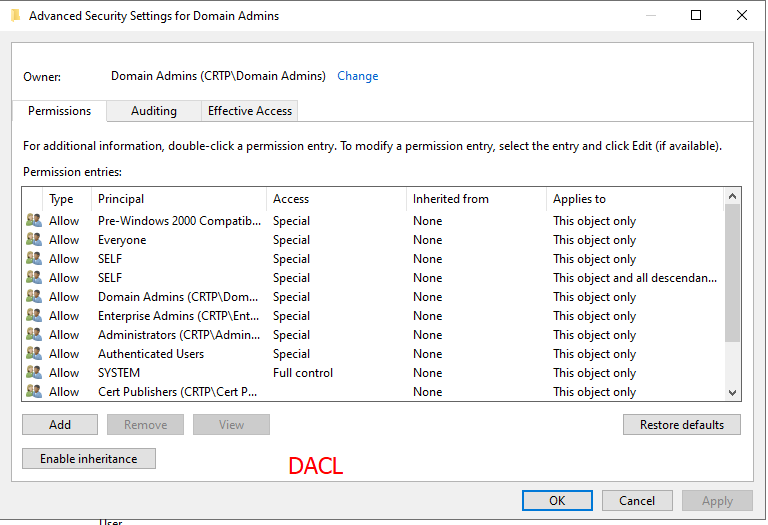 Advanced Security Settings for Domain Admins
Owner: Domain Admins (CRTP\Domain Admins) Change
Permissions Auditing Effective Access
For additional information, double-click a permission entry. To modify a permission entry, select the entry and click Edit (if available).
Permission entries:
Type Principal Access Inherited from Applies to
Allow Pre-Windows 2000 Compatib... Special None This object only
Allow Everyone Special None This object only
Allow SELF Special None This object only
Allow SELF Special None This object and all descendan...
Allow Domain Admins (CRTP\Dom... Special None This object only
Allow Enterprise Admins (CRTP\Ent... Special None This object only
Allow Administrators (CRTP\Admin... Special None This object only
Allow Authenticated Users Special None This object only
Allow SYSTEM Full control None This object only
Allow Cert Publishers (CRTP\Cert P... None This object only
Add Remove View Restore defaults
Enable inheritance
DACL
OK Cancel Apply
User